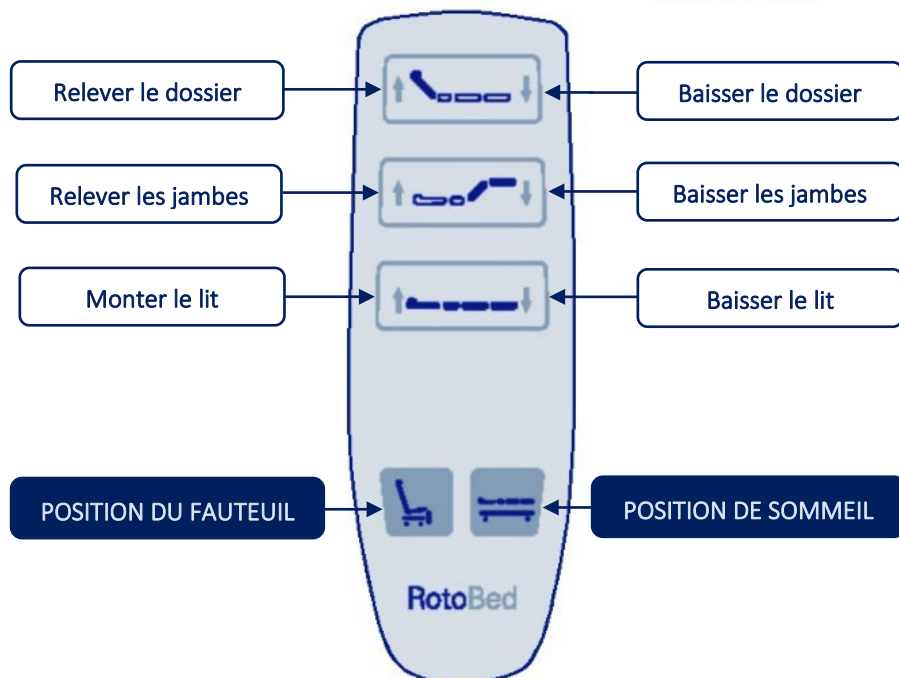 Relever le dossier
Baisser le dossier
Relever les jambes
Baisser les jambes
Monter le lit
Baisser le lit
POSITION DU FAUTEUIL
POSITION DE SOMMEIL
RotoBed